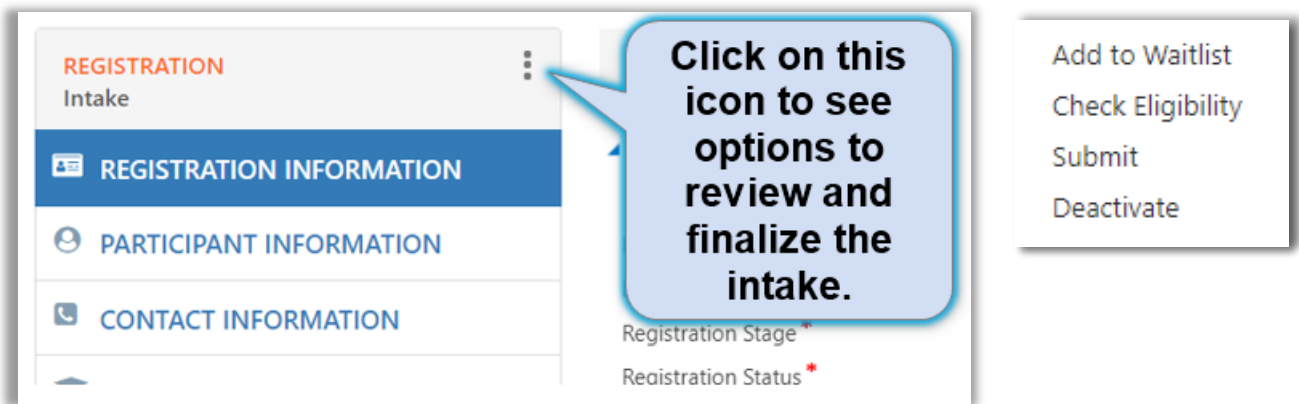 REGISTRATION
Intake
REGISTRATION INFORMATION
PARTICIPANT INFORMATION
CONTACT INFORMATION
Click on this
icon to see
options to
review and
finalize the
intake.
Registration Stage*
Registration Status*
Add to Waitlist
Check Eligibility
Submit
Deactivate